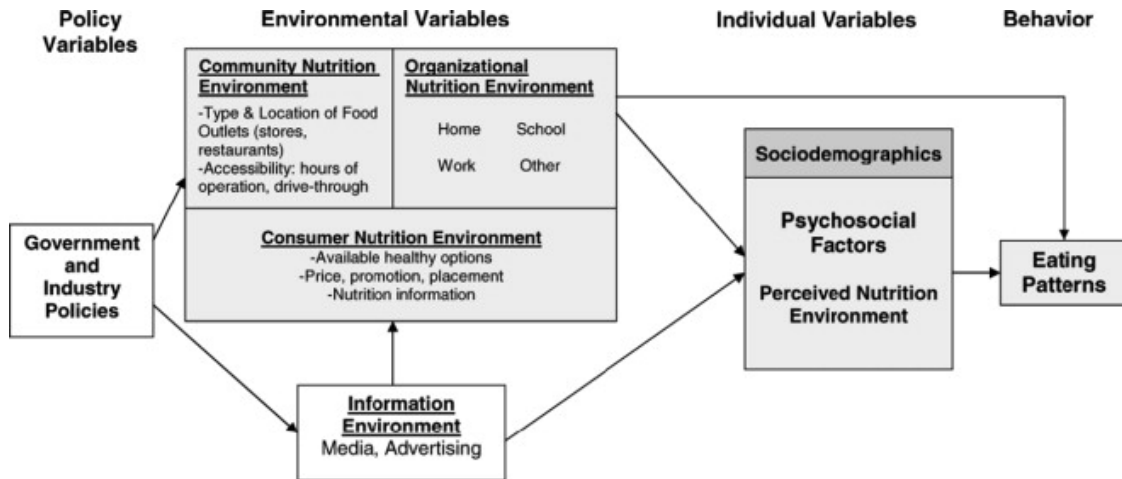 Policy
Variables
Environmental Variables
Individual Variables
Behavior
Community Nutrition
Environment
-Type & Location of Food
Outlets (stores,
restaurants)
-Accessibility: hours of
operation, drive-through
Organizational
Nutrition Environment
Home School
Work Other
Consumer Nutrition Environment
-Available healthy options
-Price, promotion, placement
-Nutrition information
Government
and
Industry
Policies
Information
Environment
Media, Advertising
Sociodemographics
Psychosocial
Factors
Perceived Nutrition
Environment
Eating
Patterns